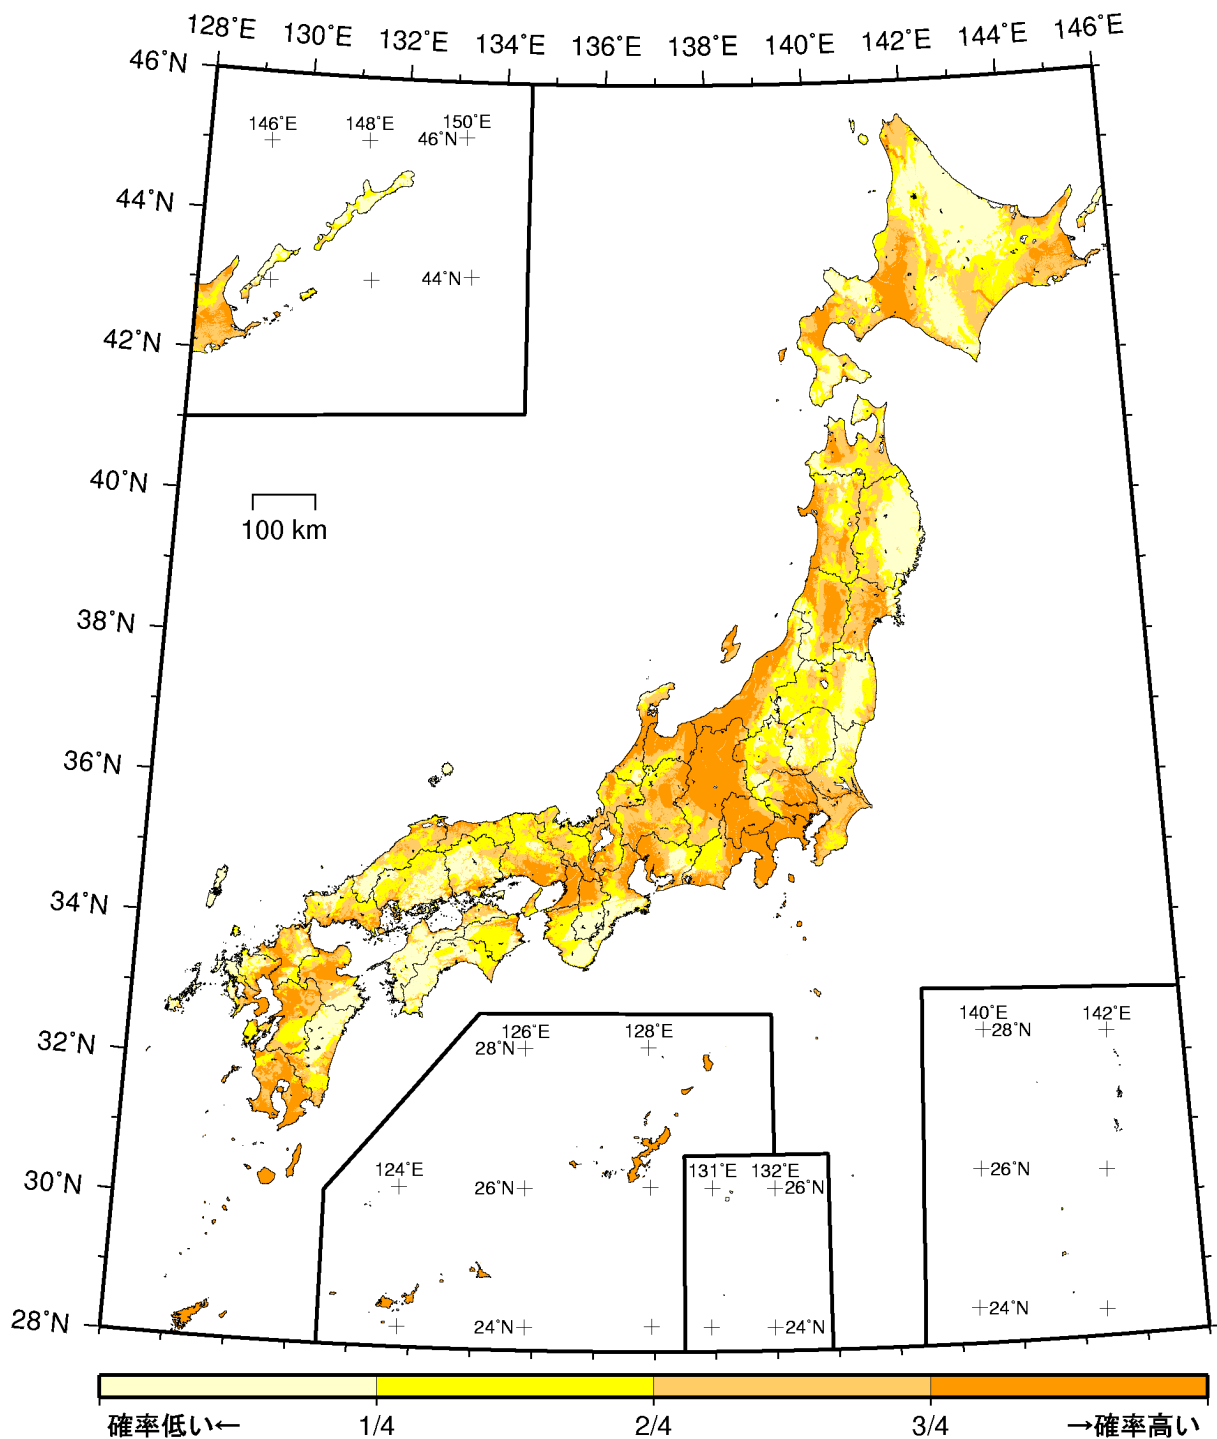 128˚E 130˚E 132˚E 134˚E 136˚E 138˚E 140˚E 142˚E 144˚E 146˚E
46˚N
146˚E 148˚E 150˚E
46˚N
44˚N
44˚N
42˚N
40˚N
100 km
38˚N
36˚N
34˚N
32˚N
126˚E 128˚E
28˚N
140˚E 142˚E
28˚N
30˚N
124˚E
26˚N
131˚E 132˚E
26˚N
26˚N
28˚N
24˚N
24˚N
24˚N
確率低い← 1/4 2/4 3/4 →確率高い